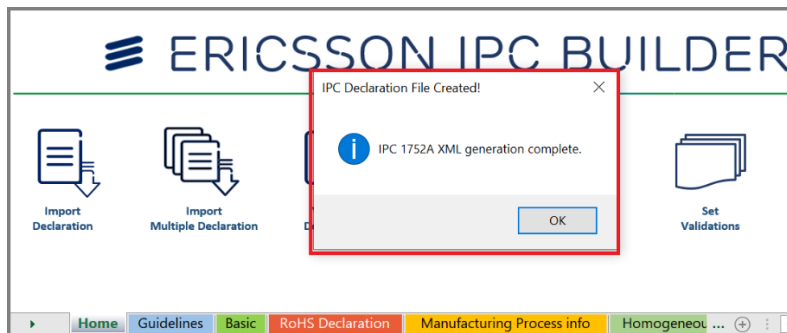 ERICSSON IPC BUILDER
IPC Declaration File Created!
IPC 1752A XML generation complete.
OK
Import
Declaration
Import
Multiple Declaration
Set
Validations
Home Guidelines Basic RoHS Declaration Manufacturing Process info Homogeneou ...